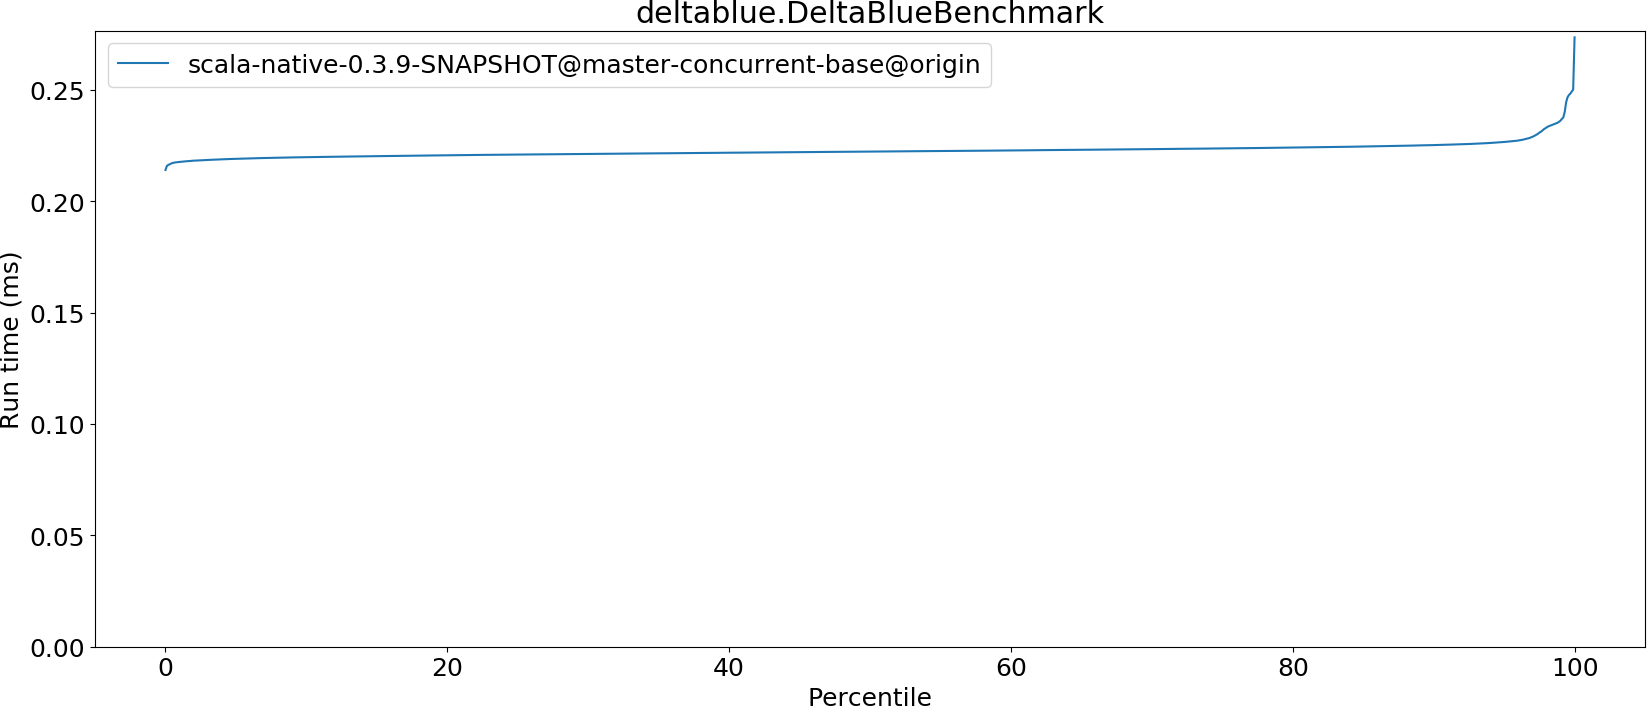 deltablue.DeltaBlueBenchmark
scala-native-0.3.9-SNAPSHOT@master-concurrent-base@origin
0.25
0.20
0.15
0.10
0.05
0.00
Run time (ms)
0 20 40 60 80 100
Percentile